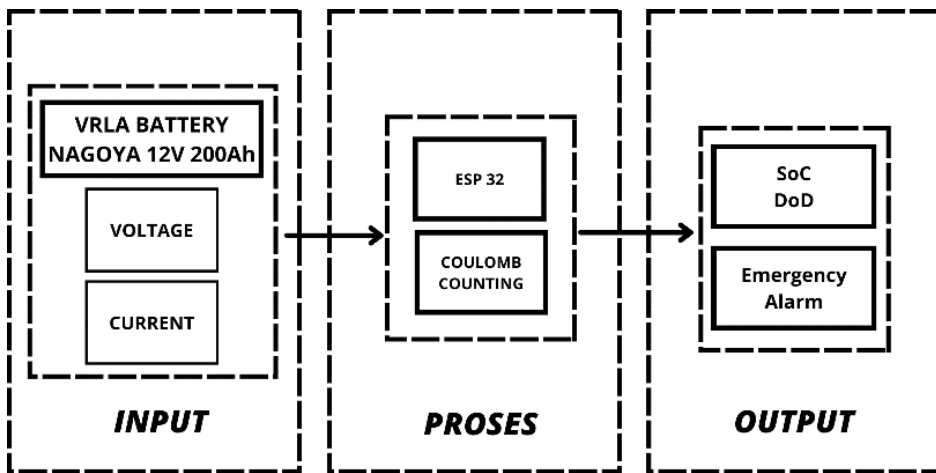 VRLA BATTERY
NAGOYA 12V 200Ah
VOLTAGE
CURRENT
INPUT
ESP 32
COULOMB
COUNTING
PROSES
SoC
DoD
Emergency
Alarm
OUTPUT